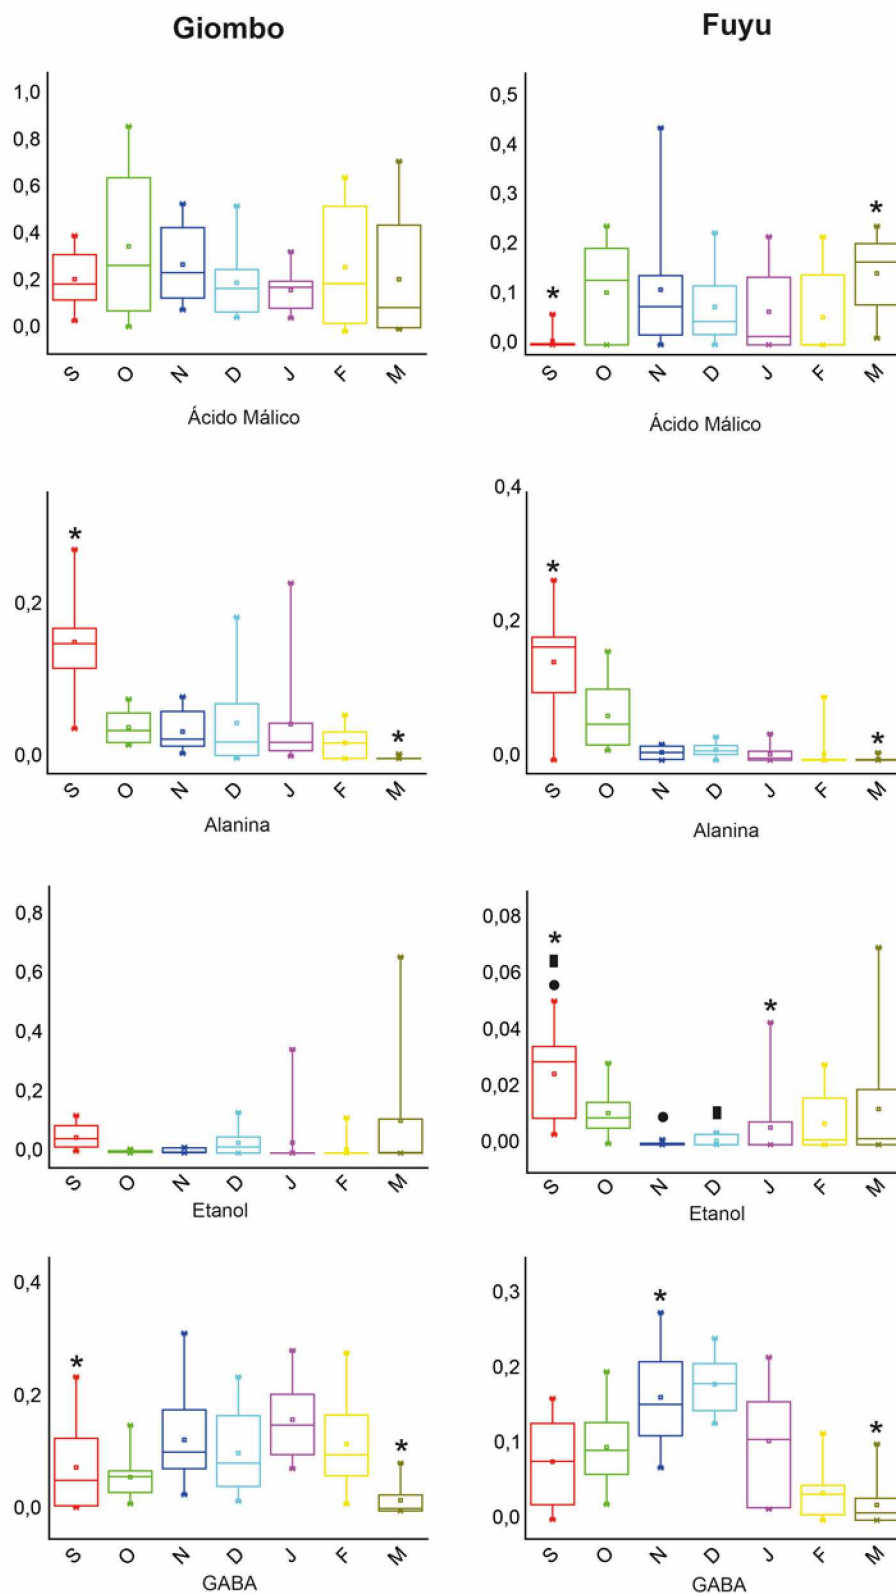 Giombo
Fuyu
1,0
0,8
0,6
0,4
0,2
0,0
S O N D J F M
Ácido Málico
0,5
0,4
0,3
0,2
0,1
0,0
*
*
S O N D J F M
Ácido Málico
0,2
0,0
*
*
S O N D J F M
Alanina
0,4
0,2
0,0
*
*
S O N D J F M
Alanina
0,8
0,6
0,4
0,2
0,0
S O N D J F M
Etanol
0,08
0,06
0,04
0,02
0,00
*
*
S O N D J F M
Etanol
0,4
0,2
0,0
*
*
S O N D J F M
GABA
0,3
0,2
0,1
0,0
*
*
S O N D J F M
GABA